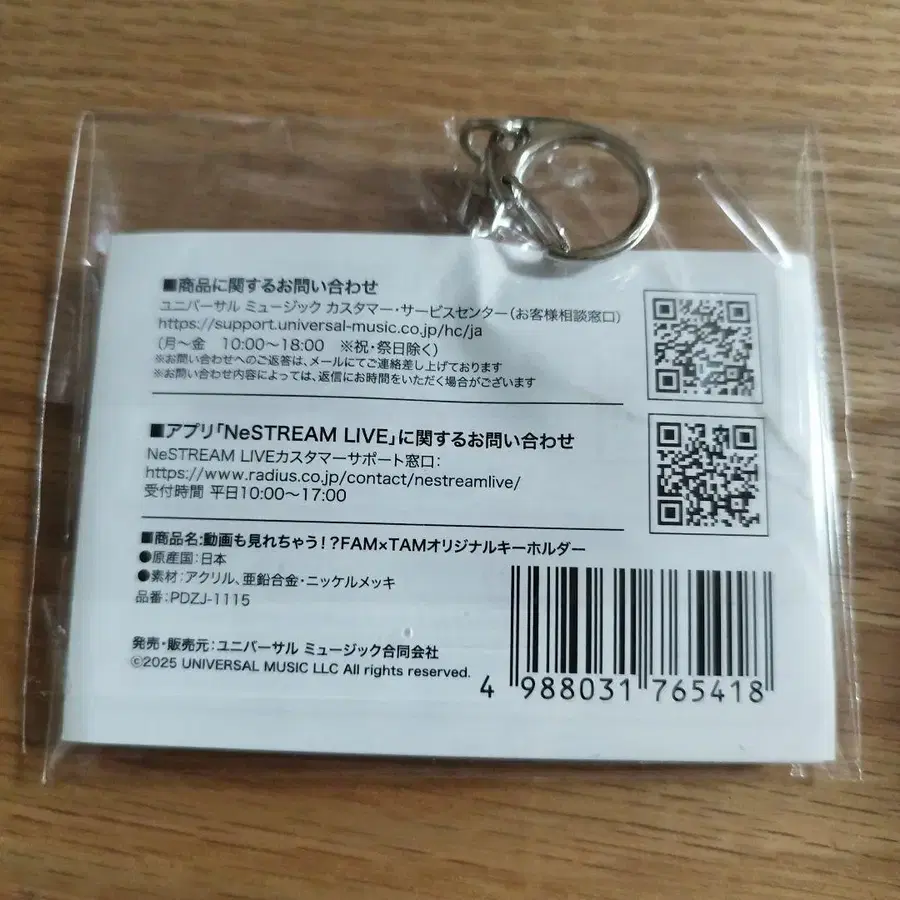 ■商品に関するお問い合わせ
ユニバーサル ミュージック カスタマー・サービスセンター(お客様相談窓口)
https://support.universal-music.co.jp/hc/ja
(月〜金　10:00〜18:00　※祝・祭日除く)
※お問い合わせへのご返答は、メールにてご連絡差し上げております
※お問い合わせ内容によっては、返信にお時間をいただく場合がございます
■アプリ「NeSTREAM LIVE」に関するお問い合わせ
NeSTREAM LIVEカスタマーサポート窓口:
https://www.radius.co.jp/contact/nestreamlive/
受付時間 平日10:00〜17:00
■商品名:動画も見れちゃう!?FAM×TAMオリジナルキーホルダー
●原産国:日本
●素材:アクリル、亜鉛合金・ニッケルメッキ
品番:PDZJ-1115
発売・販売元:ユニバーサル ミュージック合同会社
©2025 UNIVERSAL MUSIC LLC All rights reserved.
4 988031 765418